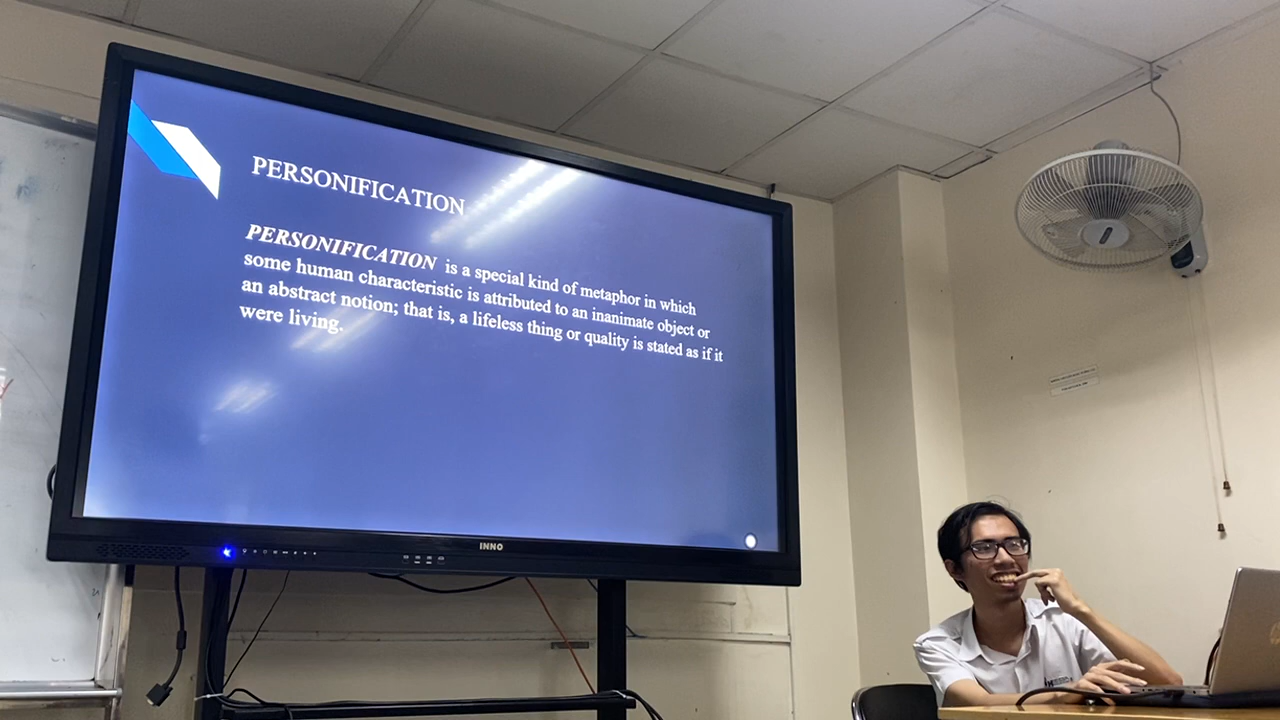 PERSONIFICATION
PERSONIFICATION is a special kind of metaphor in which
some human characteristic is attributed to an inanimate object or
an abstract notion; that is, a lifeless thing or quality is stated as if it
were living.
INNO